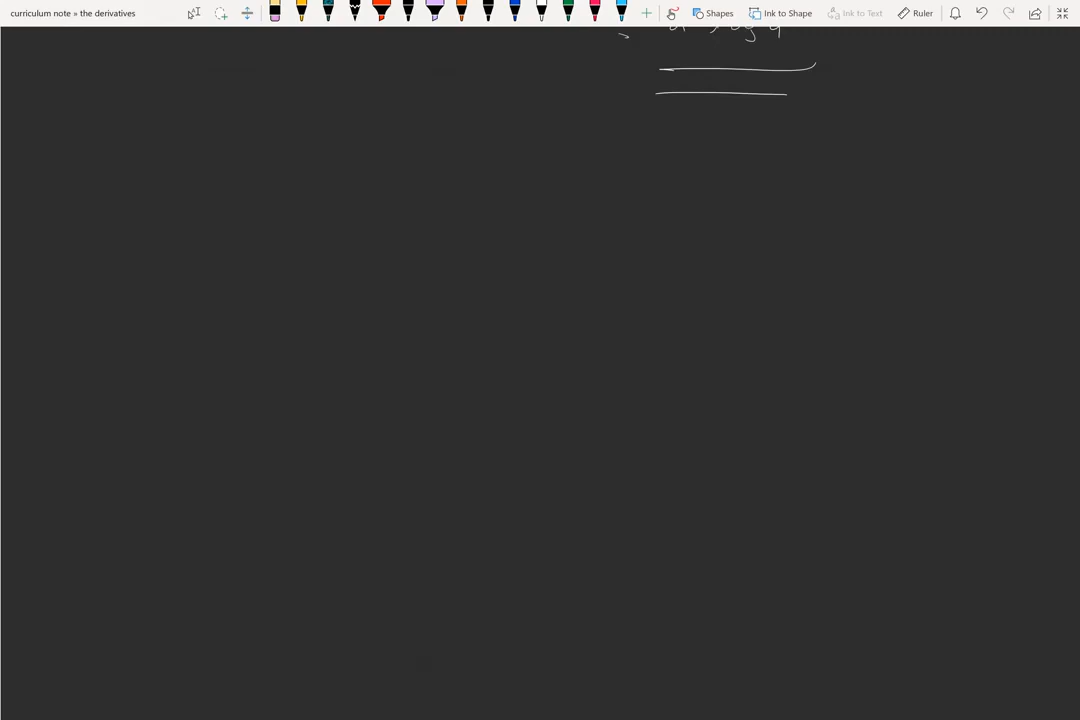 curriculum note » the derivatives
Shapes
Ink to Shape
Ink to Text
Ruler